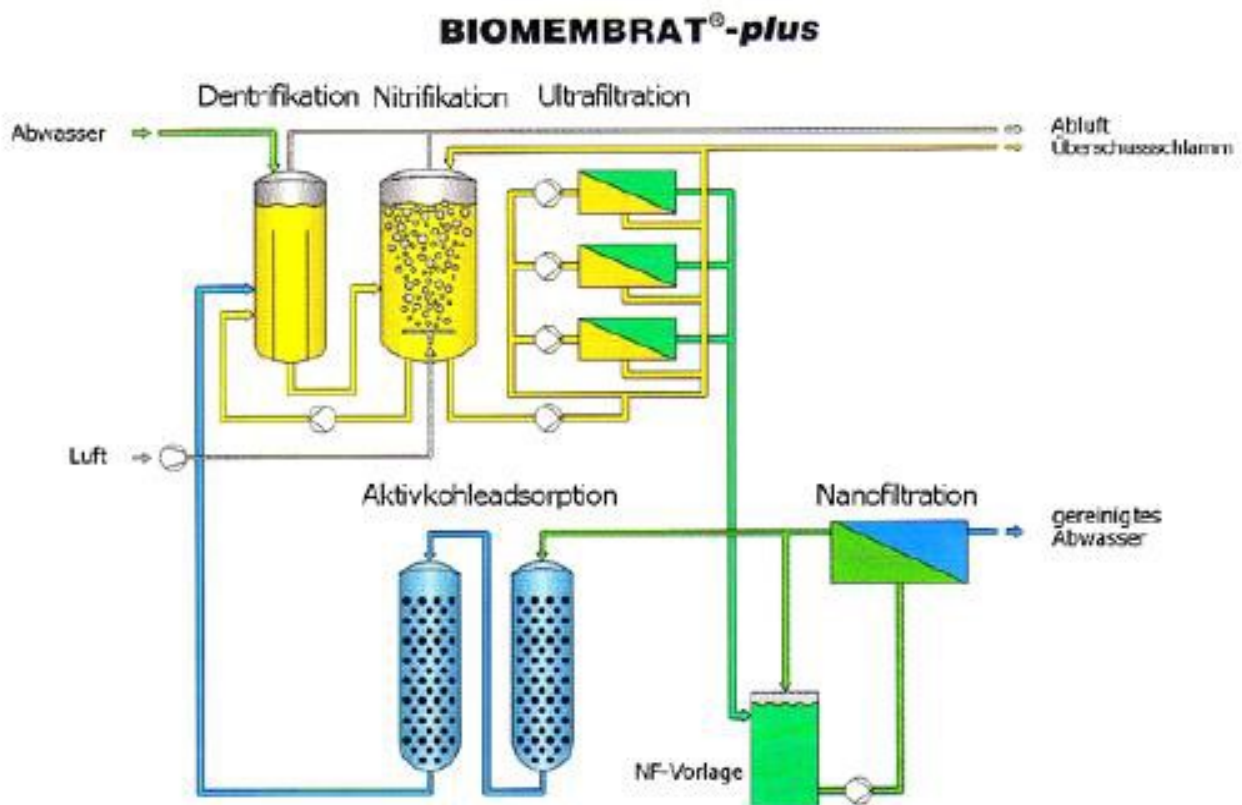 BIOMEMBRAT®-plus
Dentrifikation Nitrifikation Ultrafiltration
Abwasser
Abluft
Überschussschlamm
Luft
Aktivkohleadsorption
Nanofiltration
gereinigtes
Abwasser
NF-Vorlage